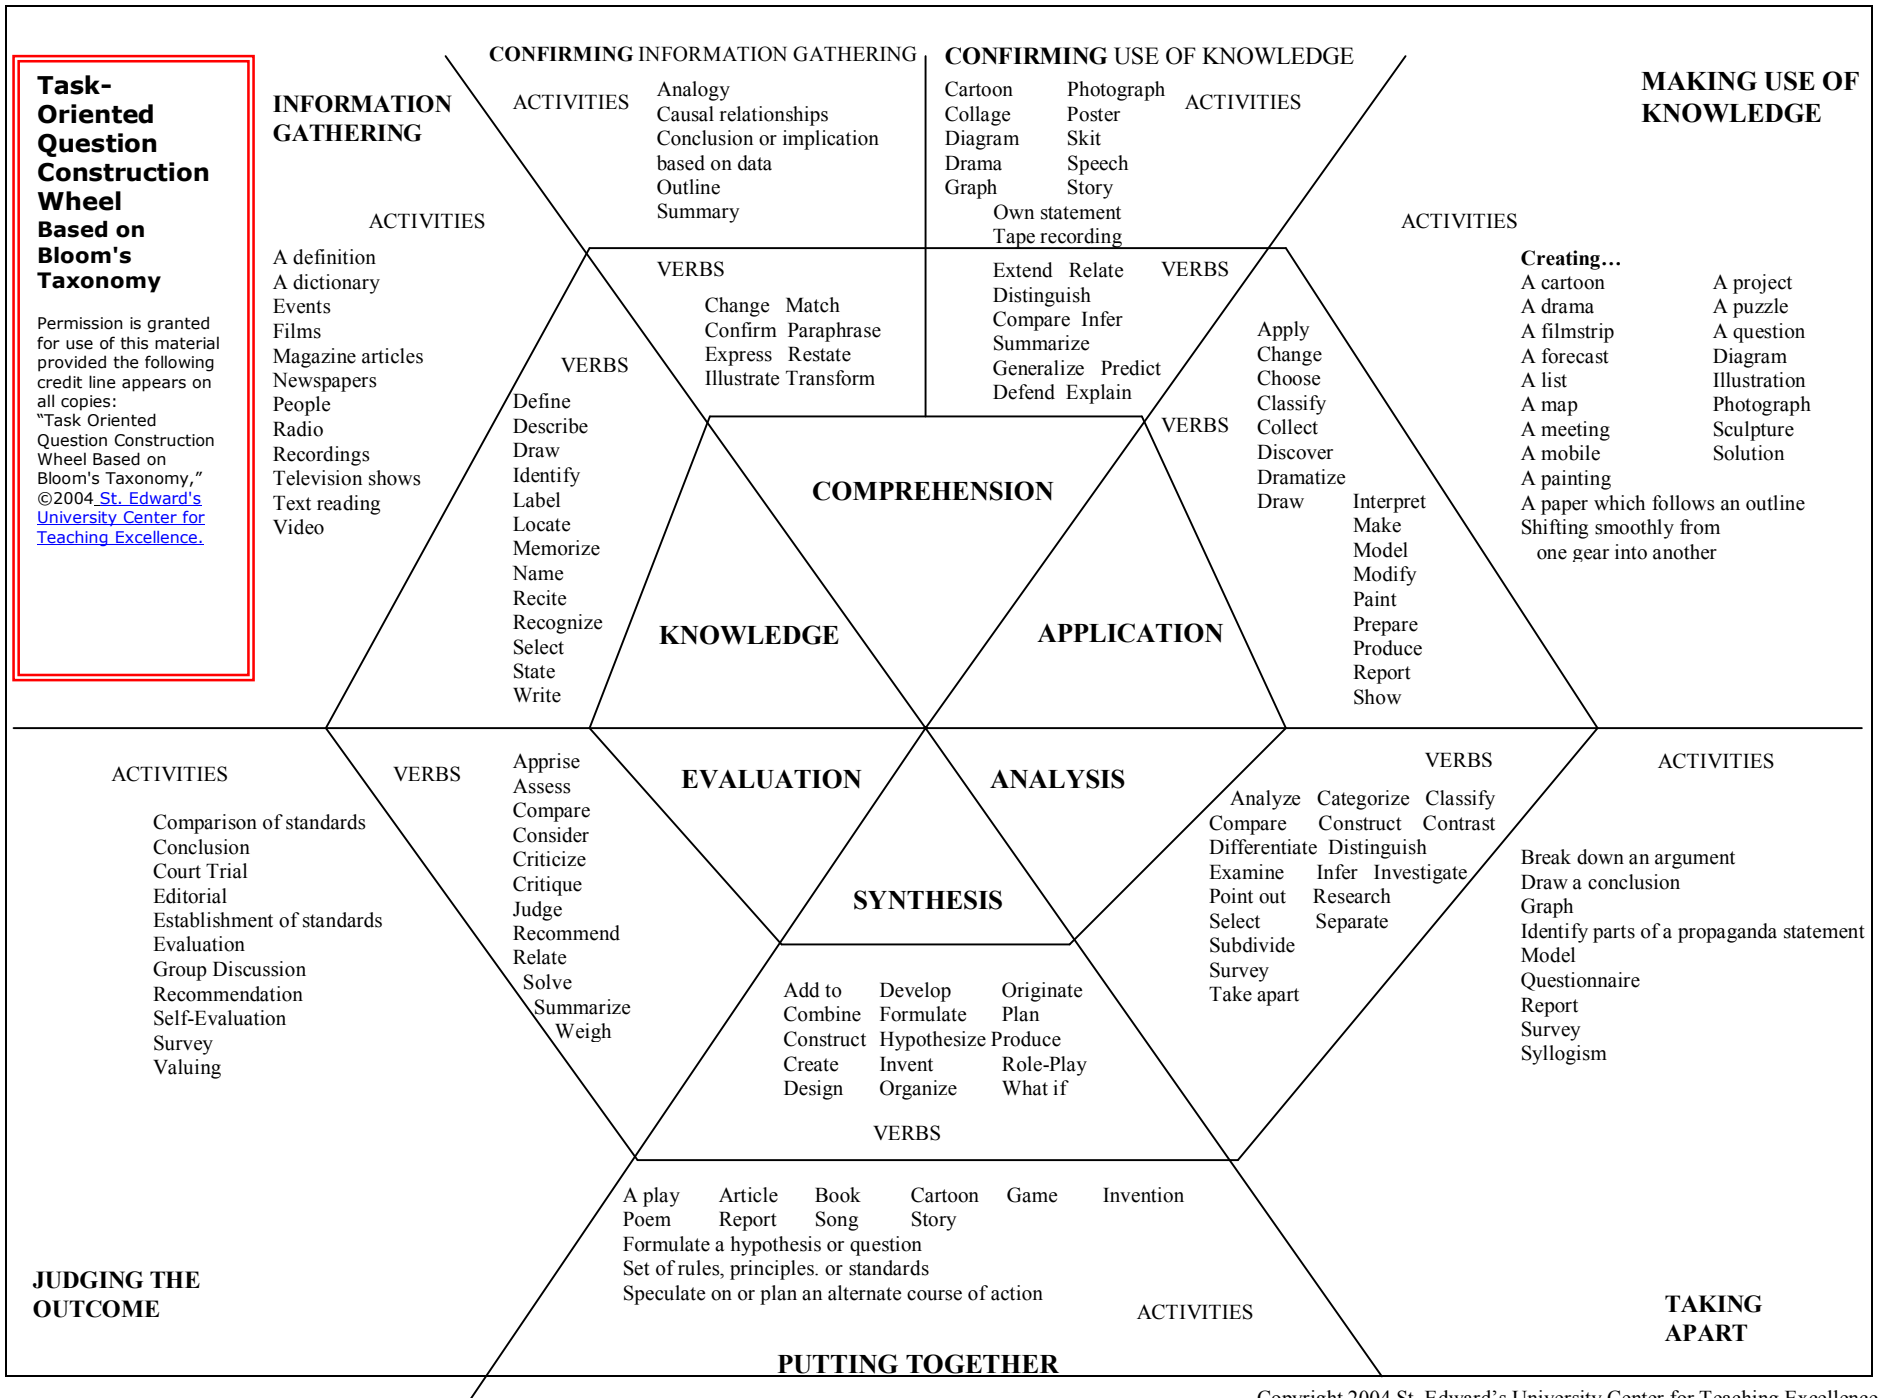 Task-
Oriented
Question
Construction
Wheel
Based on
Bloom's
Taxonomy
Permission is granted
for use of this material
provided the following
credit line appears on
all copies:
“Task Oriented
Question Construction
Wheel Based on
Bloom's Taxonomy,”
©2004 St. Edward's
University Center for
Teaching Excellence.
INFORMATION
GATHERING
ACTIVITIES
A definition
A dictionary
Events
Films
Magazine articles
Newspapers
People
Radio
Recordings
Television shows
Text reading
Video
VERBS
Define
Describe
Draw
Identify
Label
Locate
Memorize
Name
Recite
Recognize
Select
State
Write
KNOWLEDGE
CONFIRMING INFORMATION GATHERING
ACTIVITIES
Analogy
Causal relationships
Conclusion or implication
based on data
Outline
Summary
VERBS
Change Match
Confirm Paraphrase
Express Restate
Illustrate Transform
CONFIRMING USE OF KNOWLEDGE
ACTIVITIES
Cartoon Photograph
Collage Poster
Diagram Skit
Drama Speech
Graph Story
Own statement
Tape recording
VERBS
Extend Relate
Distinguish
Compare Infer
Summarize
Generalize Predict
Defend Explain
COMPREHENSION
MAKING USE OF
KNOWLEDGE
ACTIVITIES
Creating…
A cartoon A project
A drama A puzzle
A filmstrip A question
A forecast Diagram
A list Illustration
A map Photograph
A meeting Sculpture
A mobile Solution
A painting
A paper which follows an outline
Shifting smoothly from
one gear into another
VERBS
Apply
Change
Choose
Classify
Collect
Discover
Dramatize
Draw Interpret
Make
Model
Modify
Paint
Prepare
Produce
Report
Show
APPLICATION
ACTIVITIES
Comparison of standards
Conclusion
Court Trial
Editorial
Establishment of standards
Evaluation
Group Discussion
Recommendation
Self-Evaluation
Survey
Valuing
VERBS
Apprise
Assess
Compare
Consider
Criticize
Critique
Judge
Recommend
Relate
Solve
Summarize
Weigh
EVALUATION
JUDGING THE
OUTCOME
SYNTHESIS
Add to Develop Originate
Combine Formulate Plan
Construct Hypothesize Produce
Create Invent Role-Play
Design Organize What if
VERBS
A play Article Book Cartoon Game Invention
Poem Report Song Story
Formulate a hypothesis or question
Set of rules, principles. or standards
Speculate on or plan an alternate course of action
ACTIVITIES
PUTTING TOGETHER
ANALYSIS
VERBS
Analyze Categorize Classify
Compare Construct Contrast
Differentiate Distinguish
Examine Infer Investigate
Point out Research
Select Separate
Subdivide
Survey
Take apart
ACTIVITIES
Break down an argument
Draw a conclusion
Graph
Identify parts of a propaganda statement
Model
Questionnaire
Report
Survey
Syllogism
TAKING
APART
Copyright 2004 St. Edward’s University Center for Teaching Excellence